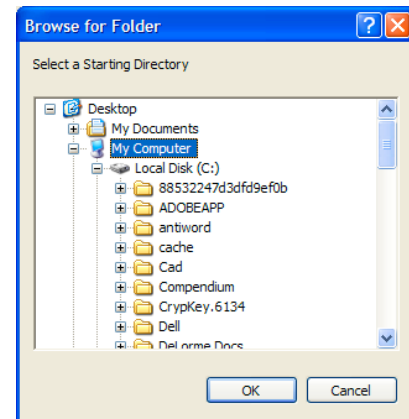 Browse for Folder
Select a Starting Directory
Desktop
My Documents
My Computer
Local Disk (C:)
88532247d3dfd9ef0b
ADOBEAPP
antiword
cache
Cad
Compendium
CrypKey.6134
Dell
DeLorme Docs
OK
Cancel